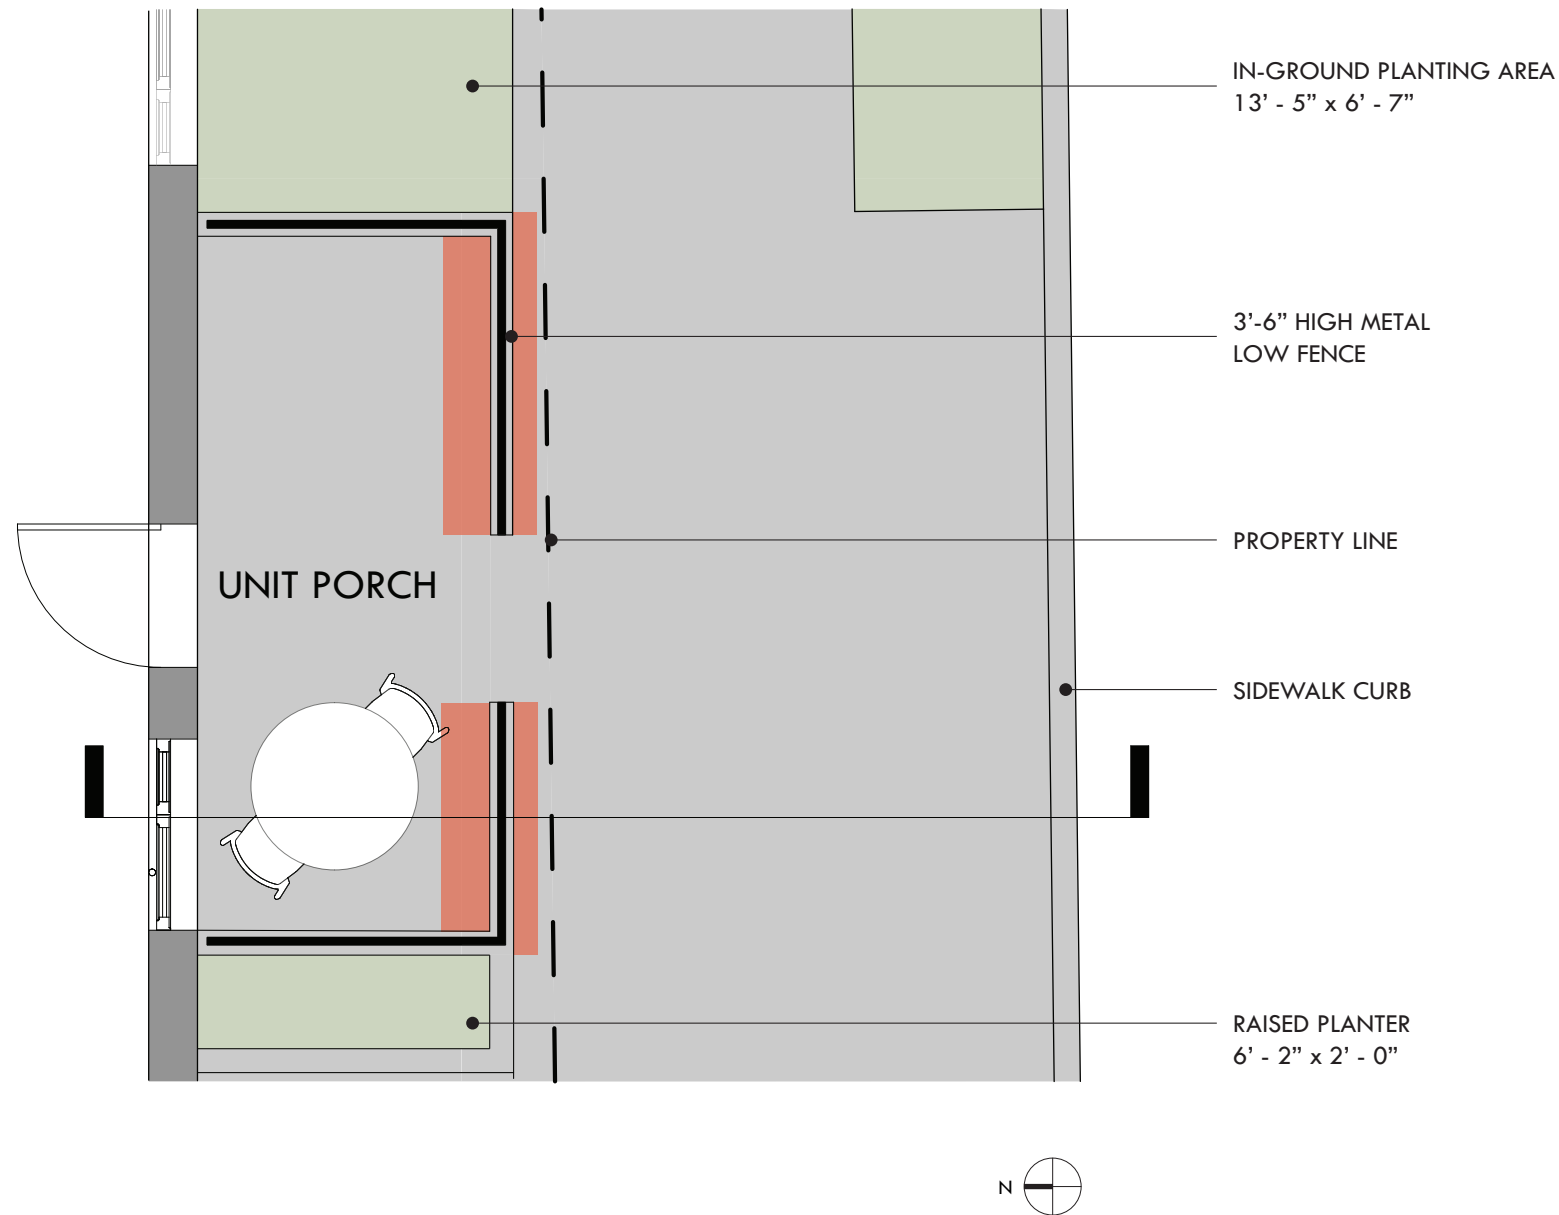 IN-GROUND PLANTING AREA
13’ - 5” x 6’ - 7”
3’-6” HIGH METAL
LOW FENCE
PROPERTY LINE
UNIT PORCH
SIDEWALK CURB
RAISED PLANTER
6’ - 2” x 2’ - 0”
N